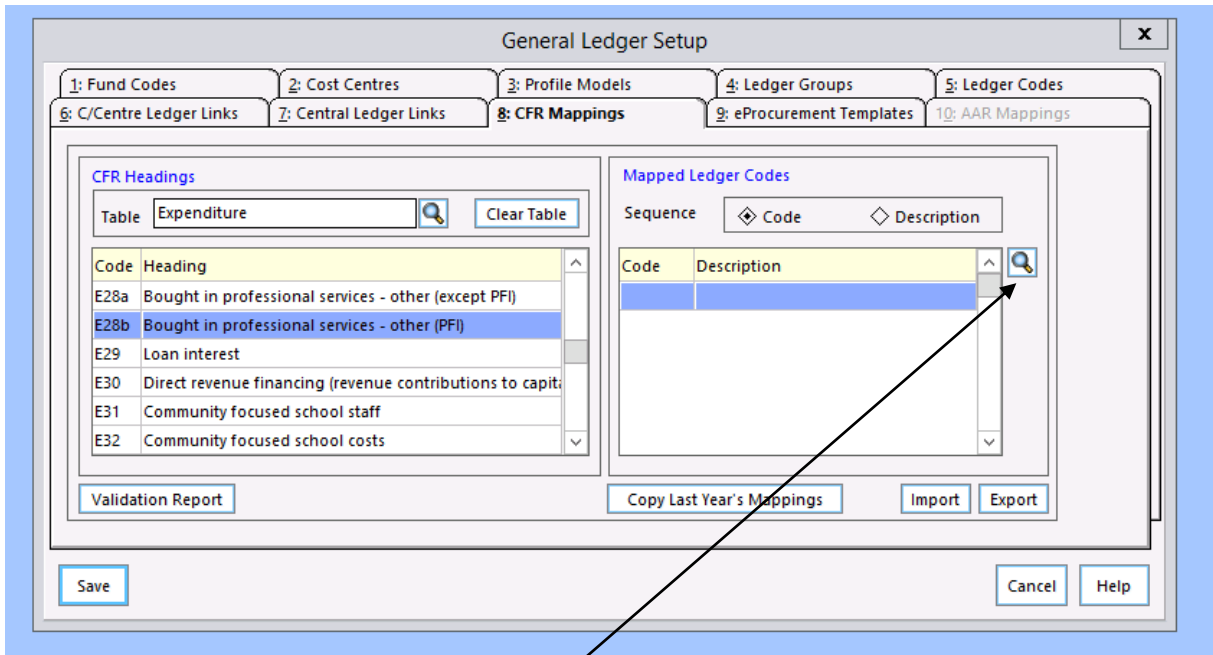 General Ledger Setup
x
1: Fund Codes
2: Cost Centres
3: Profile Models
4: Ledger Groups
5: Ledger Codes
6: C/Centre Ledger Links
7: Central Ledger Links
8: CFR Mappings
9: eProcurement Templates
10: AAR Mappings
CFR Headings
Table Expenditure Clear Table
Code Heading
E28a Bought in professional services - other (except PFI)
E28b Bought in professional services - other (PFI)
E29 Loan interest
E30 Direct revenue financing (revenue contributions to capita
E31 Community focused school staff
E32 Community focused school costs
Validation Report
Mapped Ledger Codes
Sequence Code Description
Code Description
Copy Last Year's Mappings
Import
Export
Save
Cancel
Help